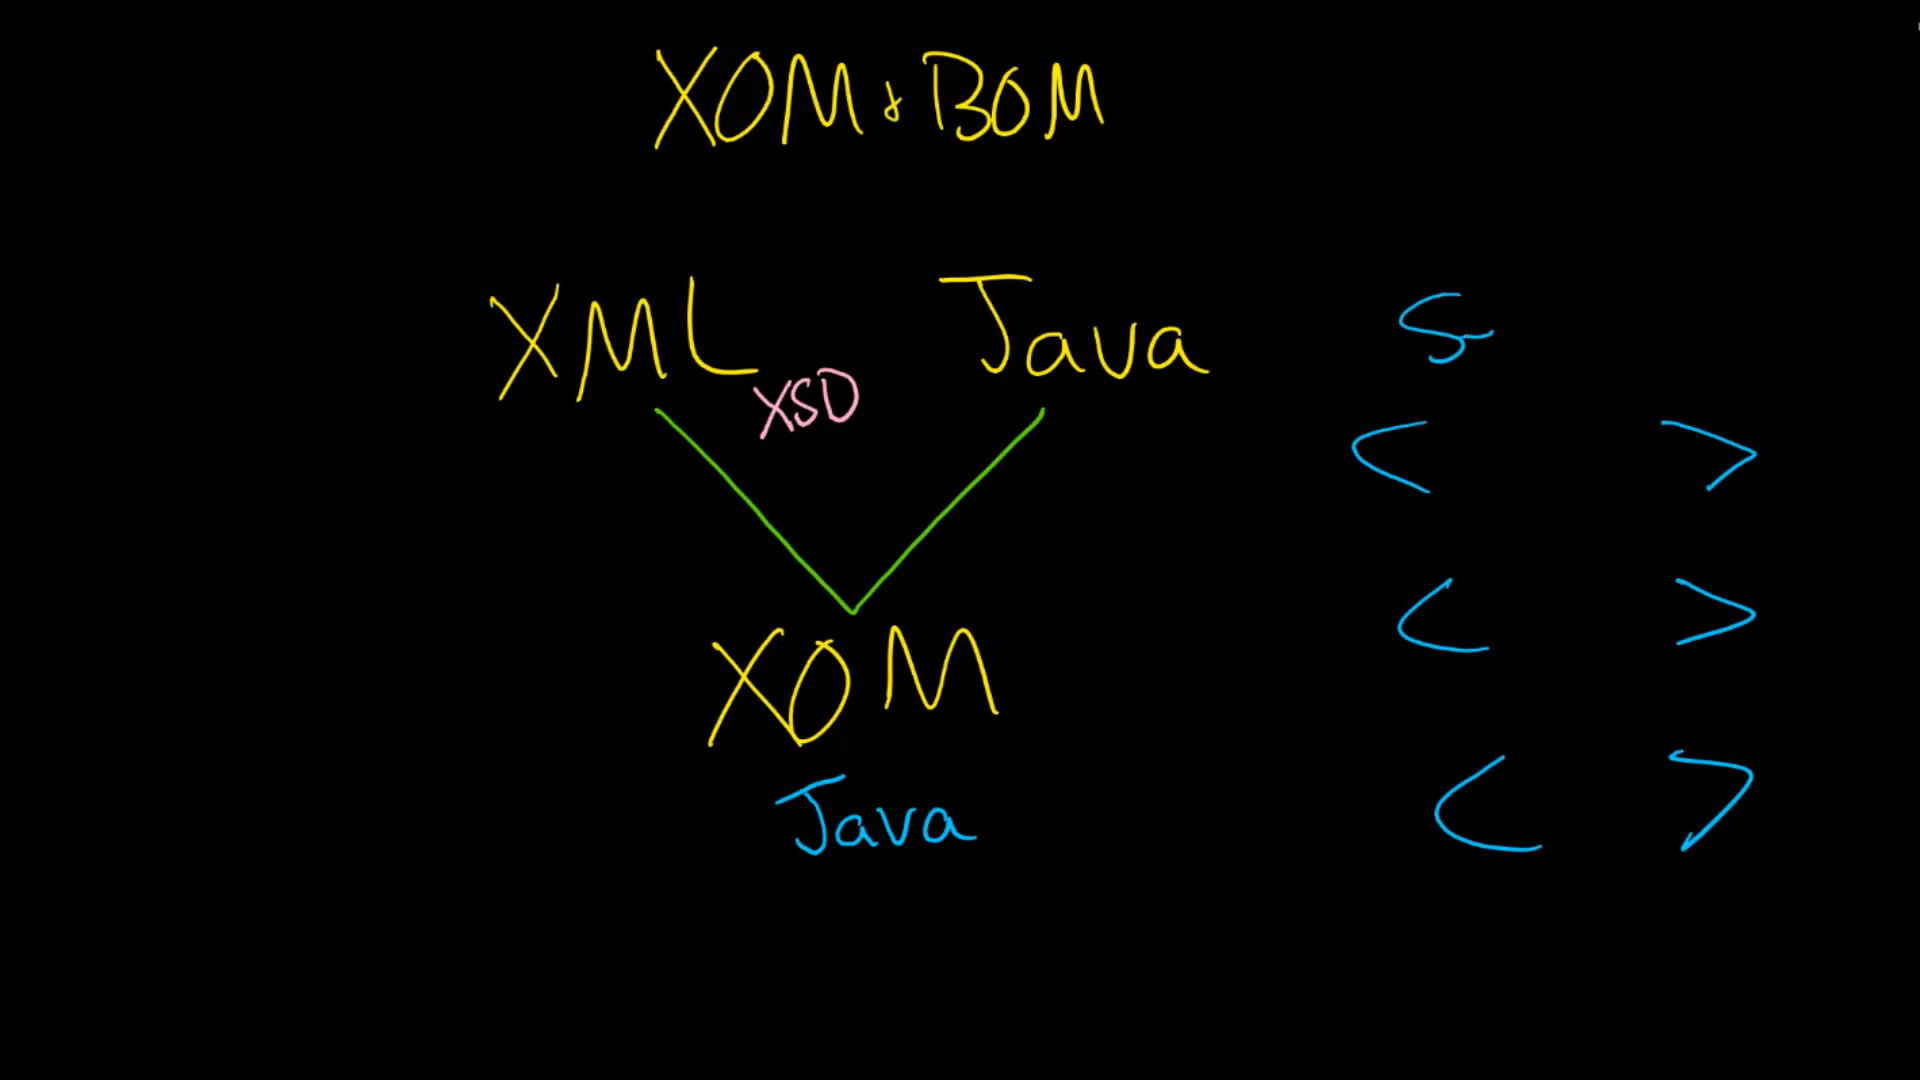 XOM & BOM
XML Java S
XSD
< >
< >
XOM
Java
< >